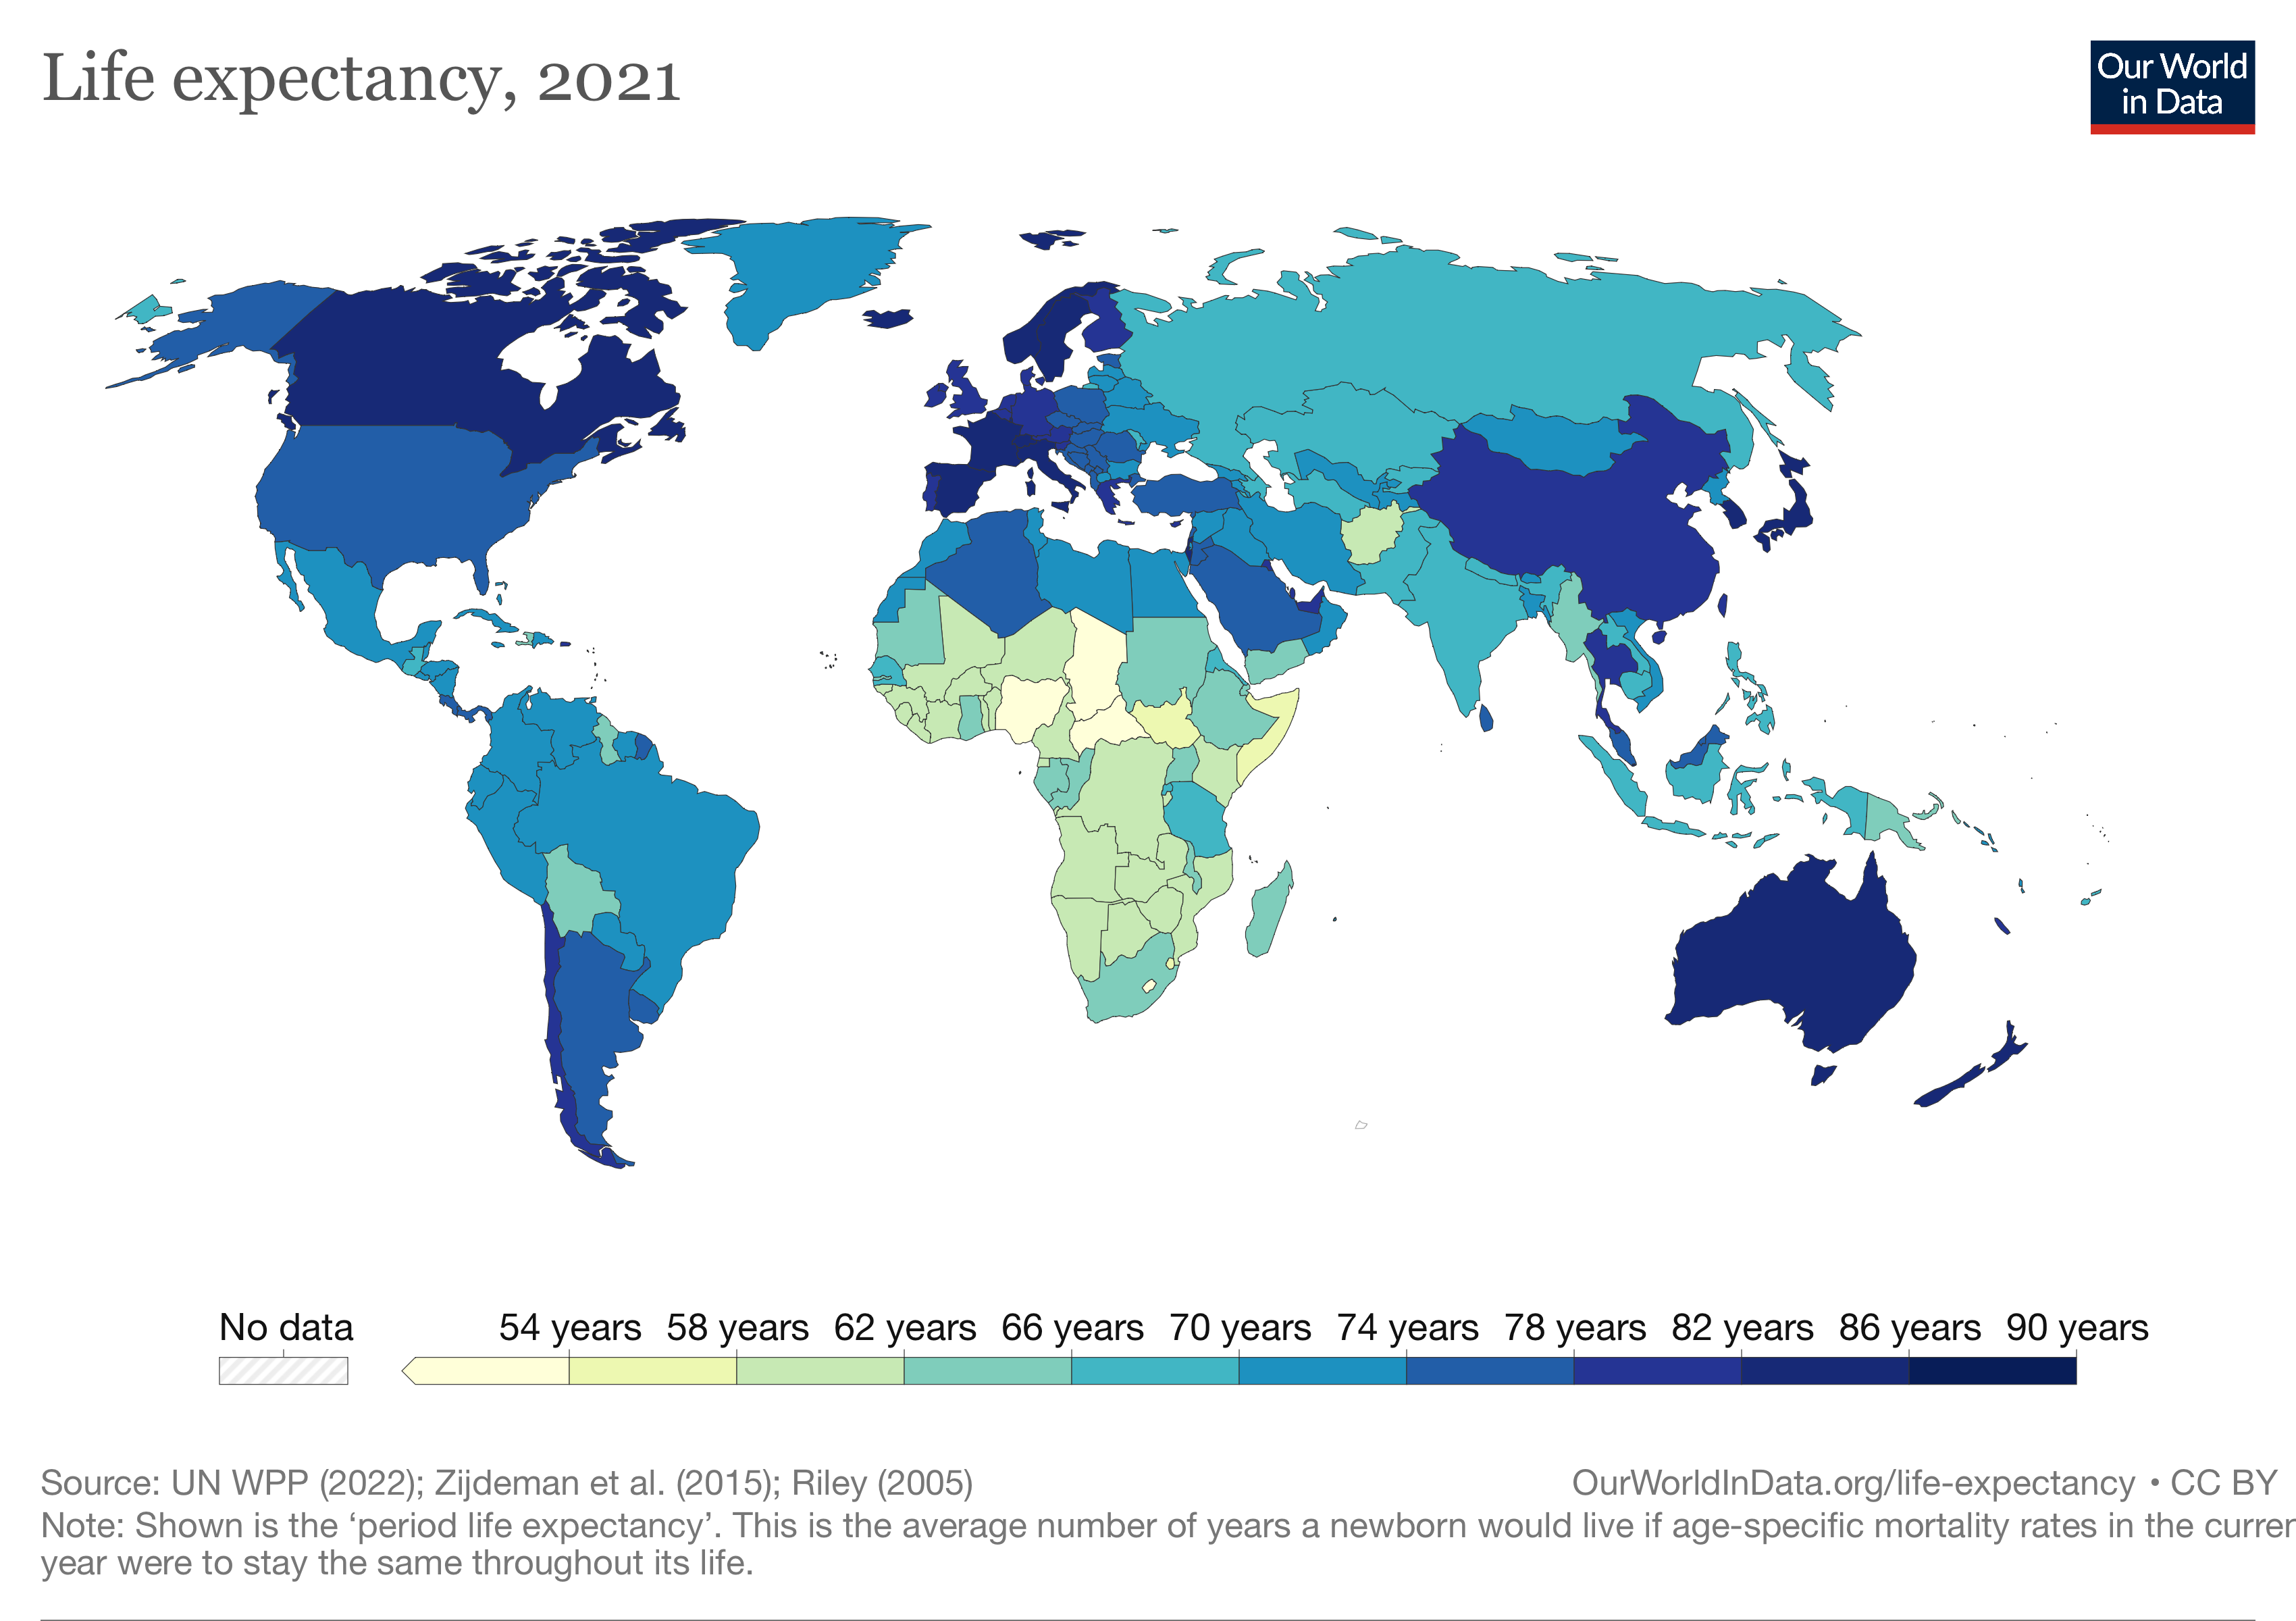 Life expectancy, 2021
Our World
in Data
No data
54 years
58 years
62 years
66 years
70 years
74 years
78 years
82 years
86 years
90 years
Source: UN WPP (2022); Zijdeman et al. (2015); Riley (2005)
OurWorldInData.org/life-expectancy • CC BY
Note: Shown is the ‘period life expectancy’. This is the average number of years a newborn would live if age-specific mortality rates in the curren
year were to stay the same throughout its life.